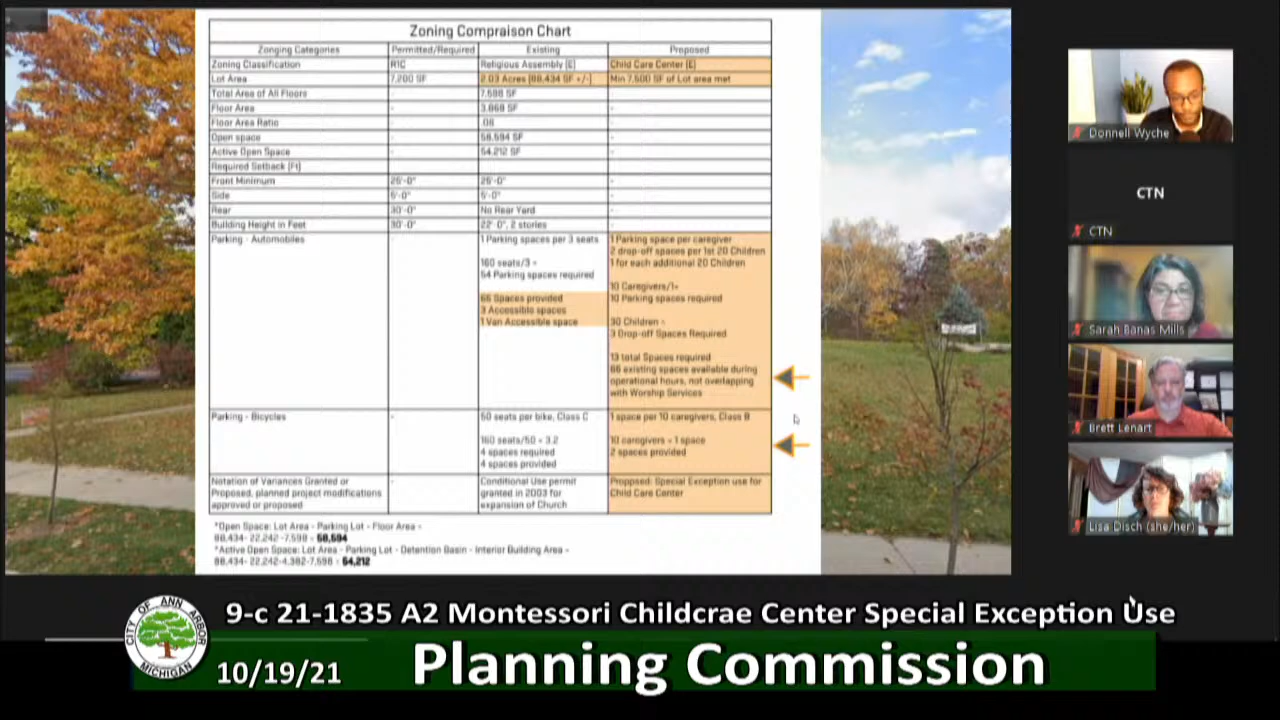 Zoning Compraison Chart
Zonging Categories Permitted/Required Existing Proposed
Zoning Classification R1C Religious Assembly (E) Child Care Center (E)
Lot Area 7,200 SF 2.03 Acres (88,434 SF +/-) Min 7,500 SF of Lot area met
Total Area of All Floors - 7,598 SF
Floor Area - 3,868 SF -
Floor Area Ratio - .08 -
Open space - 58,594 SF -
Active Open Space - 54,212 SF -
Required Setback (Ft)
Front Minimum 25'-0" 25'-0" -
Side 5'-0" 5'-0" -
Rear 30'-0" No Rear Yard -
Building Height in Feet 30'-0" 22'-0", 2 stories -
Parking - Automobiles
1 Parking spaces per 3 seats
160 seats/3 =
54 Parking spaces required
66 Spaces provided
3 Accessible spaces
1 Van Accessible space
1 Parking space per caregiver
2 drop-off spaces per 1st 20 Children
1 for each additional 20 Children
10 Caregivers/1=
10 Parking spaces required
30 Children =
3 Drop-off Spaces Required
13 total Spaces required
66 existing spaces available during
operational hours, not overlapping
with Worship Services
Parking - Bicycles -
50 seats per bike, Class C
160 seats/50 = 3.2
4 spaces required
4 spaces provided
1 space per 10 caregivers, Class B
10 caregivers = 1 space
2 spaces provided
Notation of Variances Granted or
Proposed, planned project modifications
approved or proposed
-
Conditional Use permit
granted in 2003 for
expansion of Church
Proposed: Special Exception use for
Child Care Center
*Open Space: Lot Area - Parking Lot - Floor Area =
88,434- 22,242 -7,598 = 58,594
*Active Open Space: Lot Area - Parking Lot - Detention Basin - Interior Building Area =
88,434- 22,242-4,382-7,598 = 54,212
Donnell Wyche
CTN
CTN
Sarah Banas Mills
Brett Lenart
Lisa Disch (she/her)
CITY OF ANN ARBOR
MICHIGAN
9-c 21-1835 A2 Montessori Childcrae Center Special Exception Use
10/19/21 Planning Commission